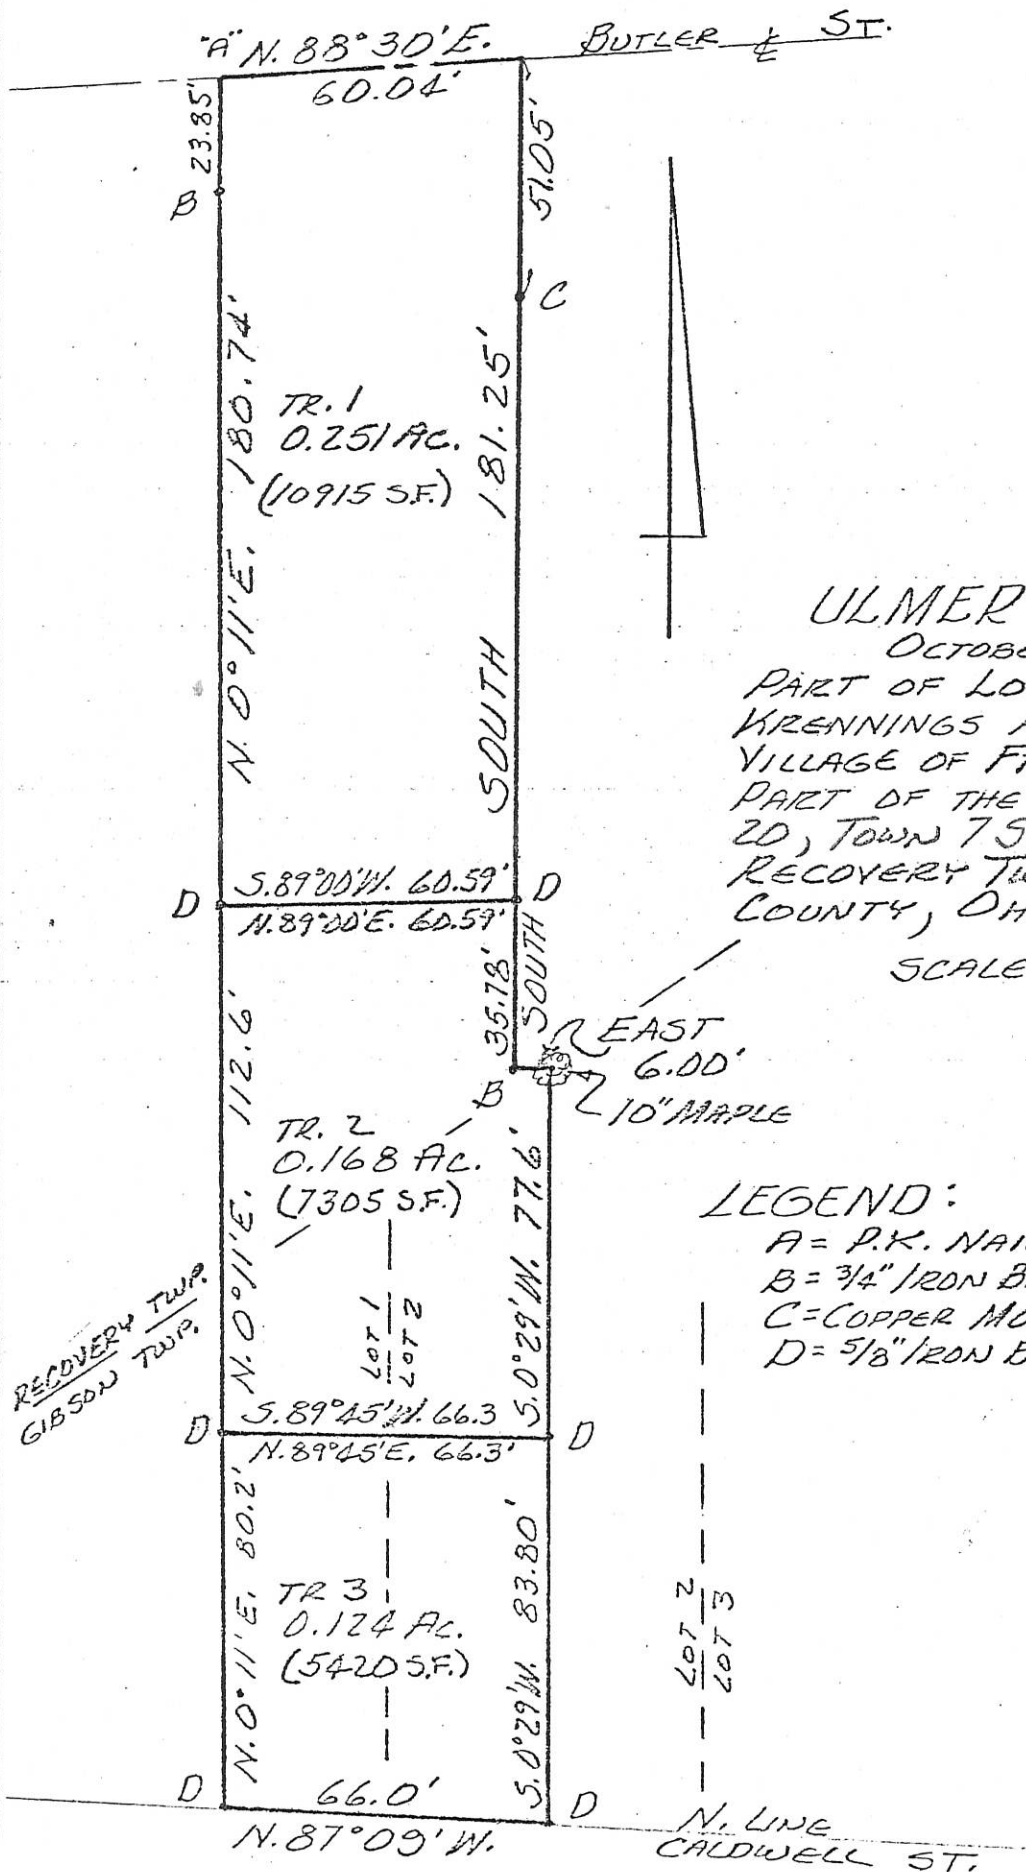 "A" N. 88°30'E. BUTLER ℄ ST.
60.04'
23.85'
51.05'
B
C
N. 0°11'E. 180.74'
TR. 1
0.251 AC.
(10915 S.F.)
SOUTH 181.25'
ULMER
PART OF
KRENNINGS
VILLAGE OF
PART OF THE
20, TOWN 7 S
RECOVERY
COUNTY,
SCALE
D S.89°00'W. 60.59' D
N.89°00'E. 60.59'
35.78' SOUTH
EAST
6.00'
B
10" MAPLE
N. 0°11'E. 112.6'
TR. 2
0.168 AC.
(7305 S.F.)
S.0°29'W. 77.6'
LEGEND:
A = P.K.
B = 3/4" IRON
C = COPPER
D = 5/8" IRON
RECOVERY TWP.
GIBSON TWP.
LOT 1
LOT 2
D S.89°45'W. 66.3 D
N.89°45'E. 66.3'
N.0°11'E. 80.2'
TR 3
0.124 AC.
(5420 S.F.)
S.0°29'W. 83.80'
LOT 2
LOT 3
D 66.0' D
N.87°09'W.
N. LINE
CALDWELL ST.